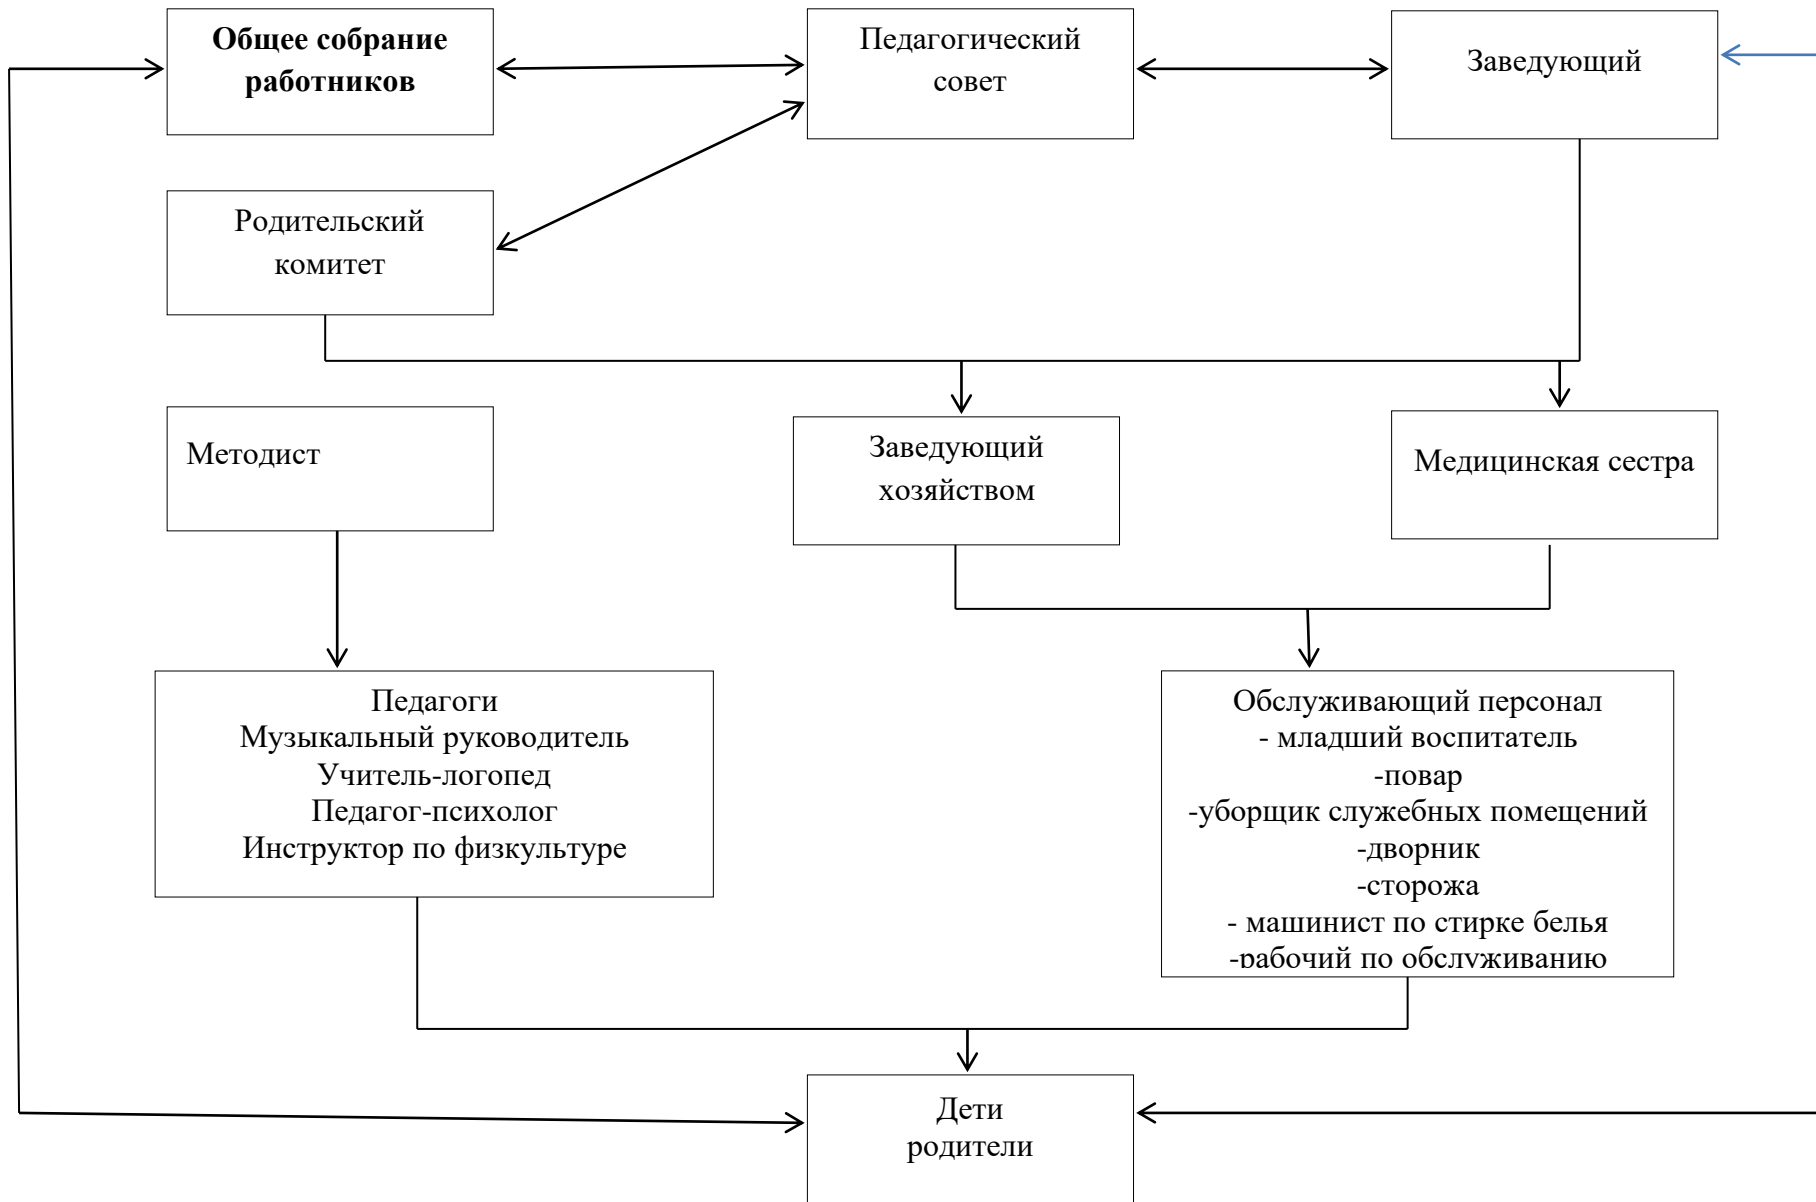 Общее собрание
работников
Педагогический
совет
Заведующий
Родительский
комитет
Методист
Заведующий
хозяйством
Медицинская сестра
Педагоги
Музыкальный руководитель
Учитель-логопед
Педагог-психолог
Инструктор по физкультуре
Обслуживающий персонал
- младший воспитатель
-повар
-уборщик служебных помещений
-дворник
-сторожа
- машинист по стирке белья
-рабочий по обслуживанию
Дети
родители